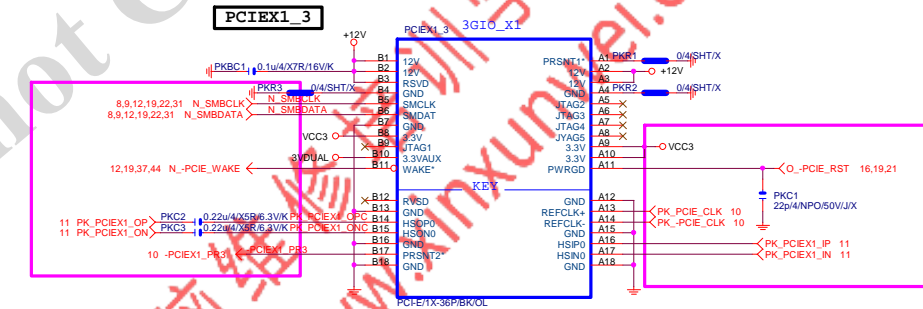 PCIEX1_3
3GIO_X1
PCIEX1_3
+12V
PKBC1 0.1u/4/X7R/16V/K
PKR3 0/4/SHT/X
8,9,12,19,22,31 N_SMBCLK N_SMBCLK
8,9,12,19,22,31 N_SMBDATA N_SMBDATA
VCC3
3VDUAL
12,19,37,44 N_-PCIE_WAKE
11 PK_PCIEX1_OP PKC2 0.22u/4/X5R/6.3V/K PK_PCIEX1_OPC
11 PK_PCIEX1_ON PKC3 0.22u/4/X5R/6.3V/K PK_PCIEX1_ONC
10 -PCIEX1_PR3 -PCIEX1_PR3
B1 12V PRSNT1* A1
B2 12V 12V A2
B3 RSVD 12V A3
B4 GND GND A4
B5 SMCLK JTAG2 A5
B6 SMDAT JTAG3 A6
B7 GND JTAG4 A7
B8 3.3V JYAG5 A8
B9 JTAG1 3.3V A9
B10 3.3VAUX 3.3V A10
B11 WAKE* PWRGD A11
KEY
B12 RVSD GND A12
B13 GND REFCLK+ A13
B14 HSOP0 REFCLK- A14
B15 HSON0 GND A15
B16 GND HSIP0 A16
B17 PRSNT2* HSIN0 A17
B18 GND GND A18
PKR1 0/4/SHT/X
+12V
PKR2 0/4/SHT/X
VCC3
O_-PCIE_RST 16,19,21
PKC1
22p/4/NPO/50V/J/X
PK_PCIE_CLK 10
PK_-PCIE_CLK 10
PK_PCIEX1_IP 11
PK_PCIEX1_IN 11
PCI-E/1X-36P/BK/OL